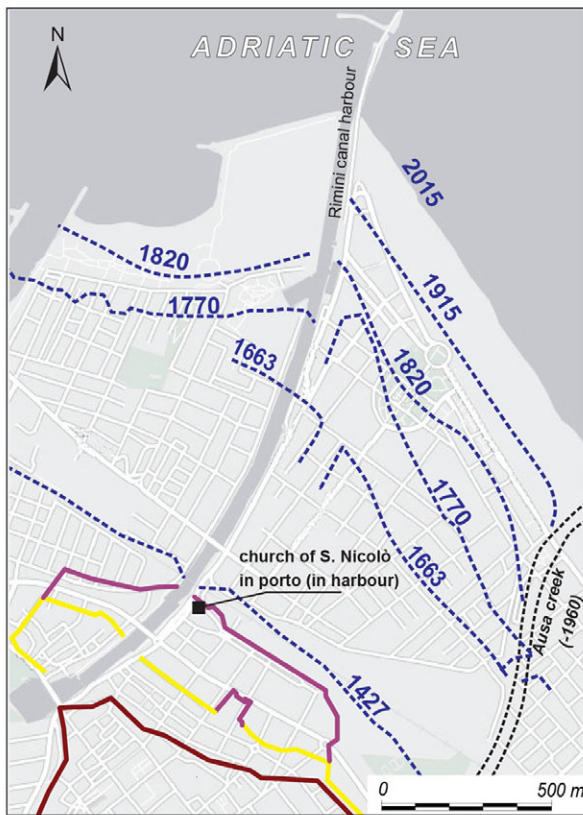 N
ADRIATIC SEA
Rimini canal harbour
2015
1820
1915
1770
1663
1820
1770
1663
church of S. Nicolò
in porto (in harbour)
Ausa creek
(-1960)
1427
0 500 m